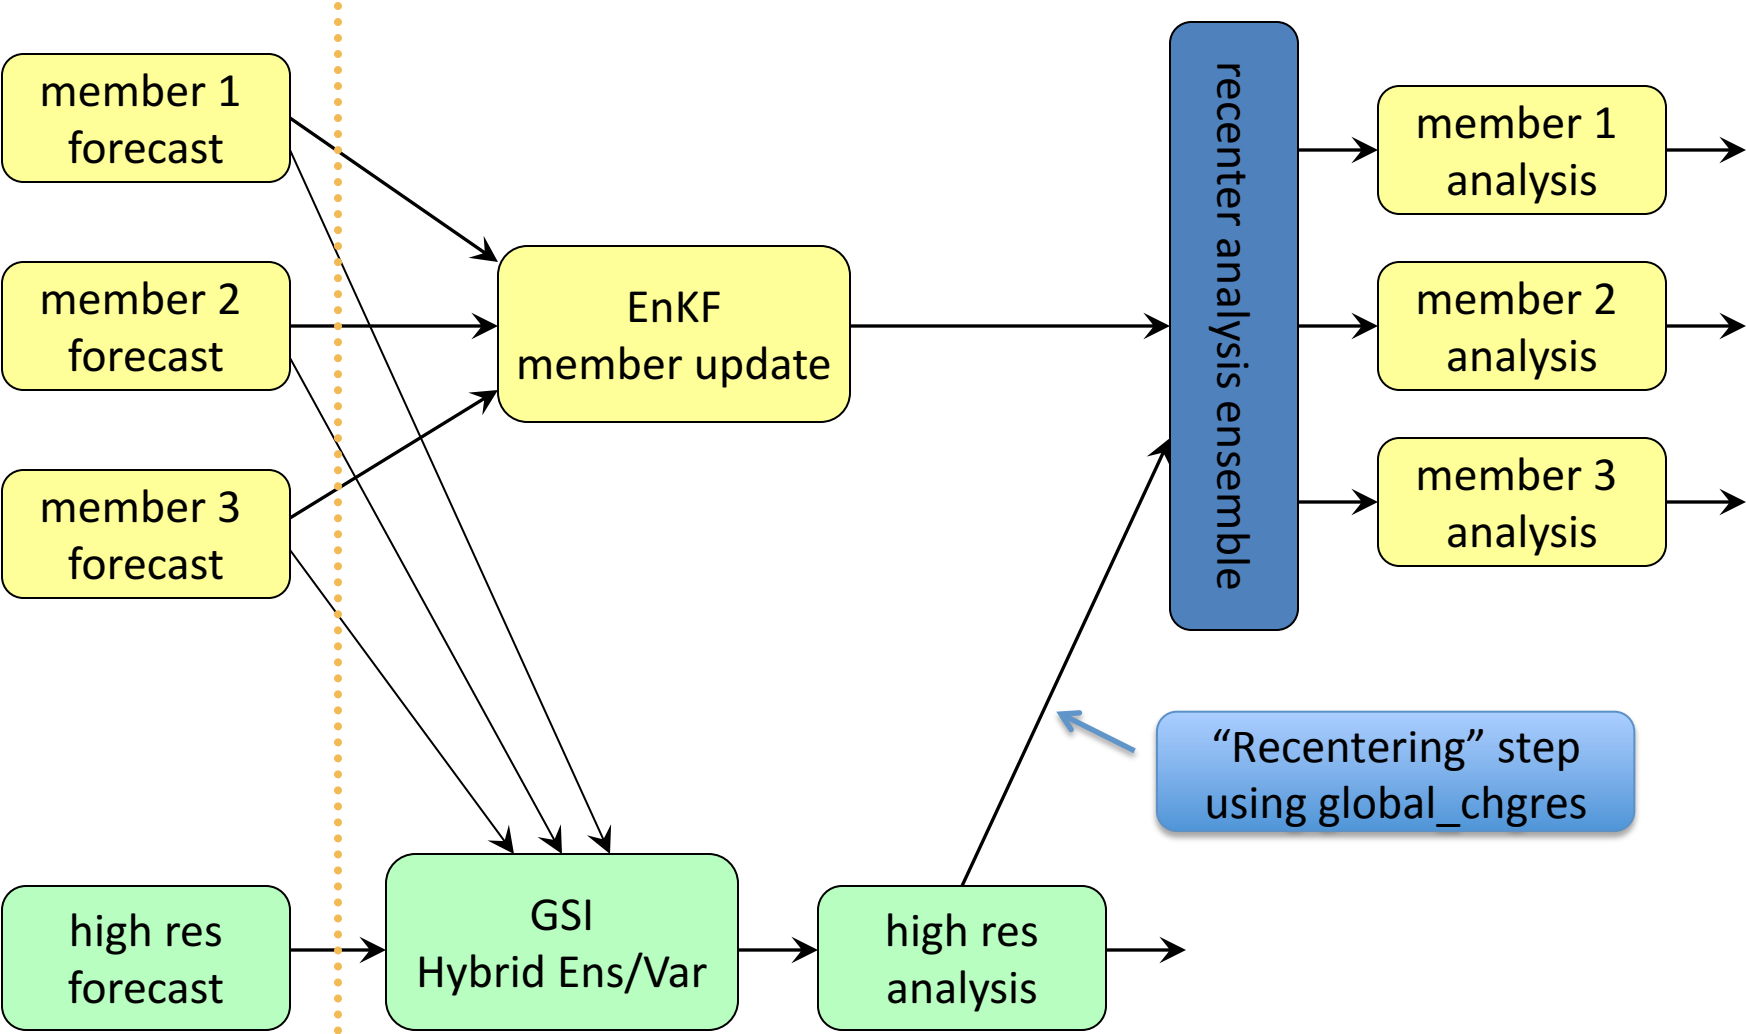 member 1
forecast
member 2
forecast
member 3
forecast
EnKF
member update
recenter analysis ensemble
member 1
analysis
member 2
analysis
member 3
analysis
“Recentering” step
using global_chgres
high res
forecast
GSI
Hybrid Ens/Var
high res
analysis